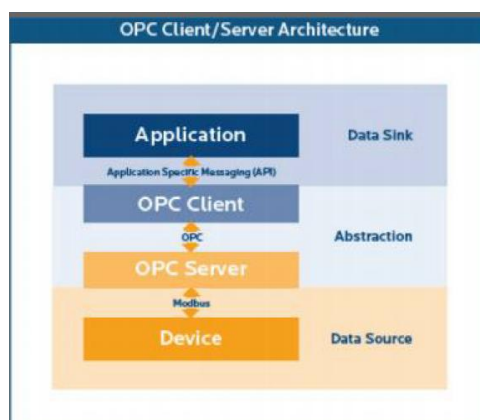 OPC Client/Server Architecture
Application
Data Sink
Application Specific Messaging (API)
OPC Client
OPC
Abstraction
OPC Server
Modbus
Device
Data Source